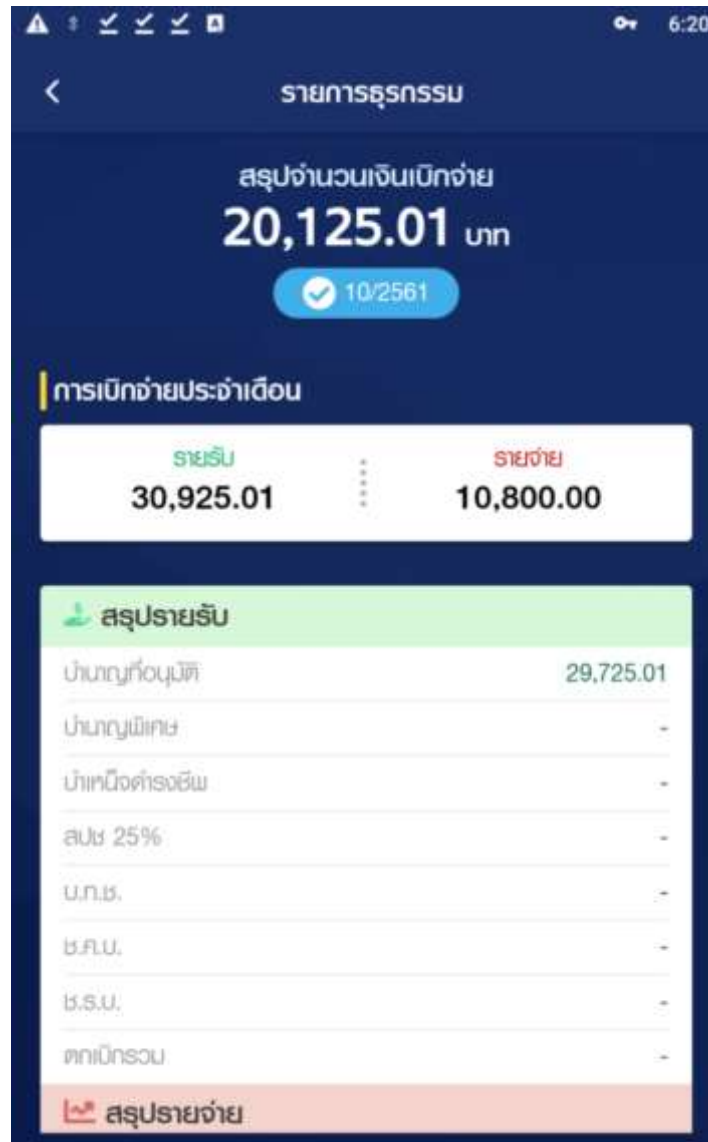 6:20
รายการธุรกรรม
สรุปจำนวนเงินเบิกจ่าย
20,125.01 บาท
10/2561
การเบิกจ่ายประจำเดือน
รายรับ รายจ่าย
30,925.01 10,800.00
สรุปรายรับ
บำนาญที่อนุมัติ 29,725.01
บำนาญพิเศษ -
บำเหน็จดำรงชีพ -
สปช 25% -
บ.ท.ช. -
ช.ค.บ. -
ช.ร.บ. -
ตกเบิกรวม -
สรุปรายจ่าย